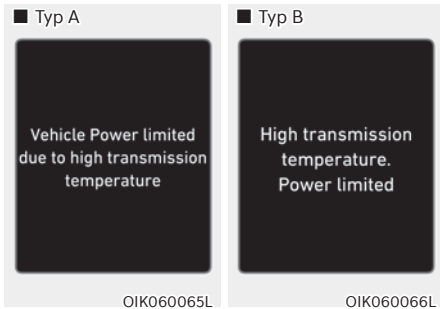 ■ Typ A
Vehicle Power limited
due to high transmission
temperature
OIK060065L
■ Typ B
High transmission
temperature.
Power limited
OIK060066L